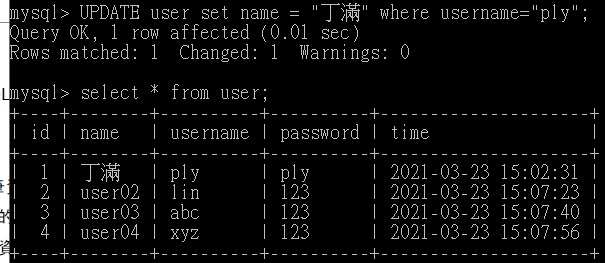 mysql> UPDATE user set name = "丁滿" where username="ply";
Query OK, 1 row affected (0.01 sec)
Rows matched: 1  Changed: 1  Warnings: 0
mysql> select * from user;
+----+--------+----------+----------+---------------------+
| id | name   | username | password | time                |
+----+--------+----------+----------+---------------------+
|  1 | 丁滿   | ply      | ply      | 2021-03-23 15:02:31 |
|  2 | user02 | lin      | 123      | 2021-03-23 15:07:23 |
|  3 | user03 | abc      | 123      | 2021-03-23 15:07:40 |
|  4 | user04 | xyz      | 123      | 2021-03-23 15:07:56 |
+----+--------+----------+----------+---------------------+
的
資